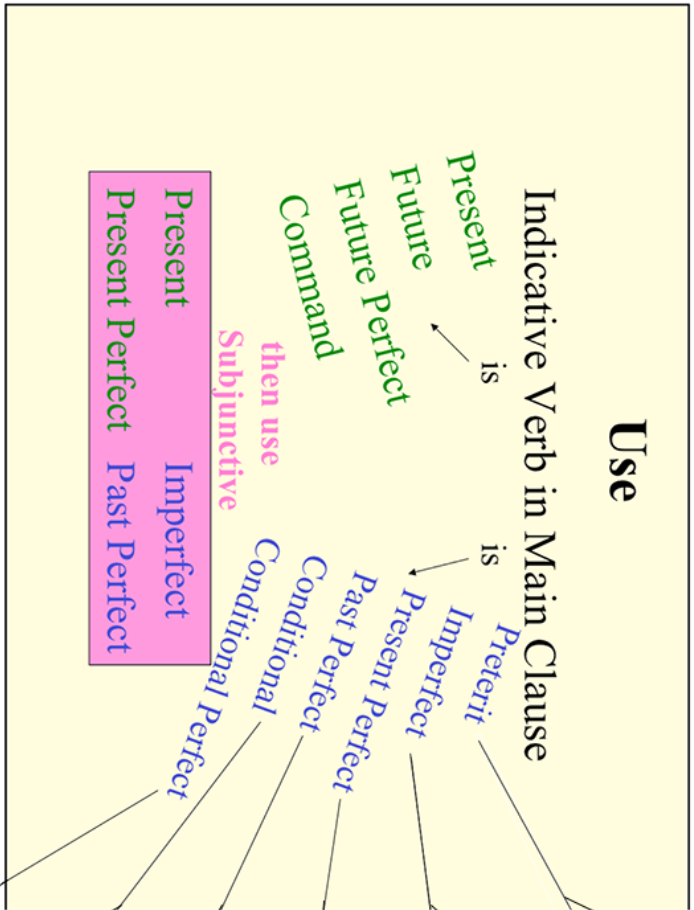 Use
Indicative Verb in Main Clause
is
is
Present
Future
Future Perfect
Command
Preterit
Imperfect
Present Perfect
Past Perfect
Conditional
Conditional Perfect
then use
Subjunctive
Present Imperfect
Present Perfect Past Perfect